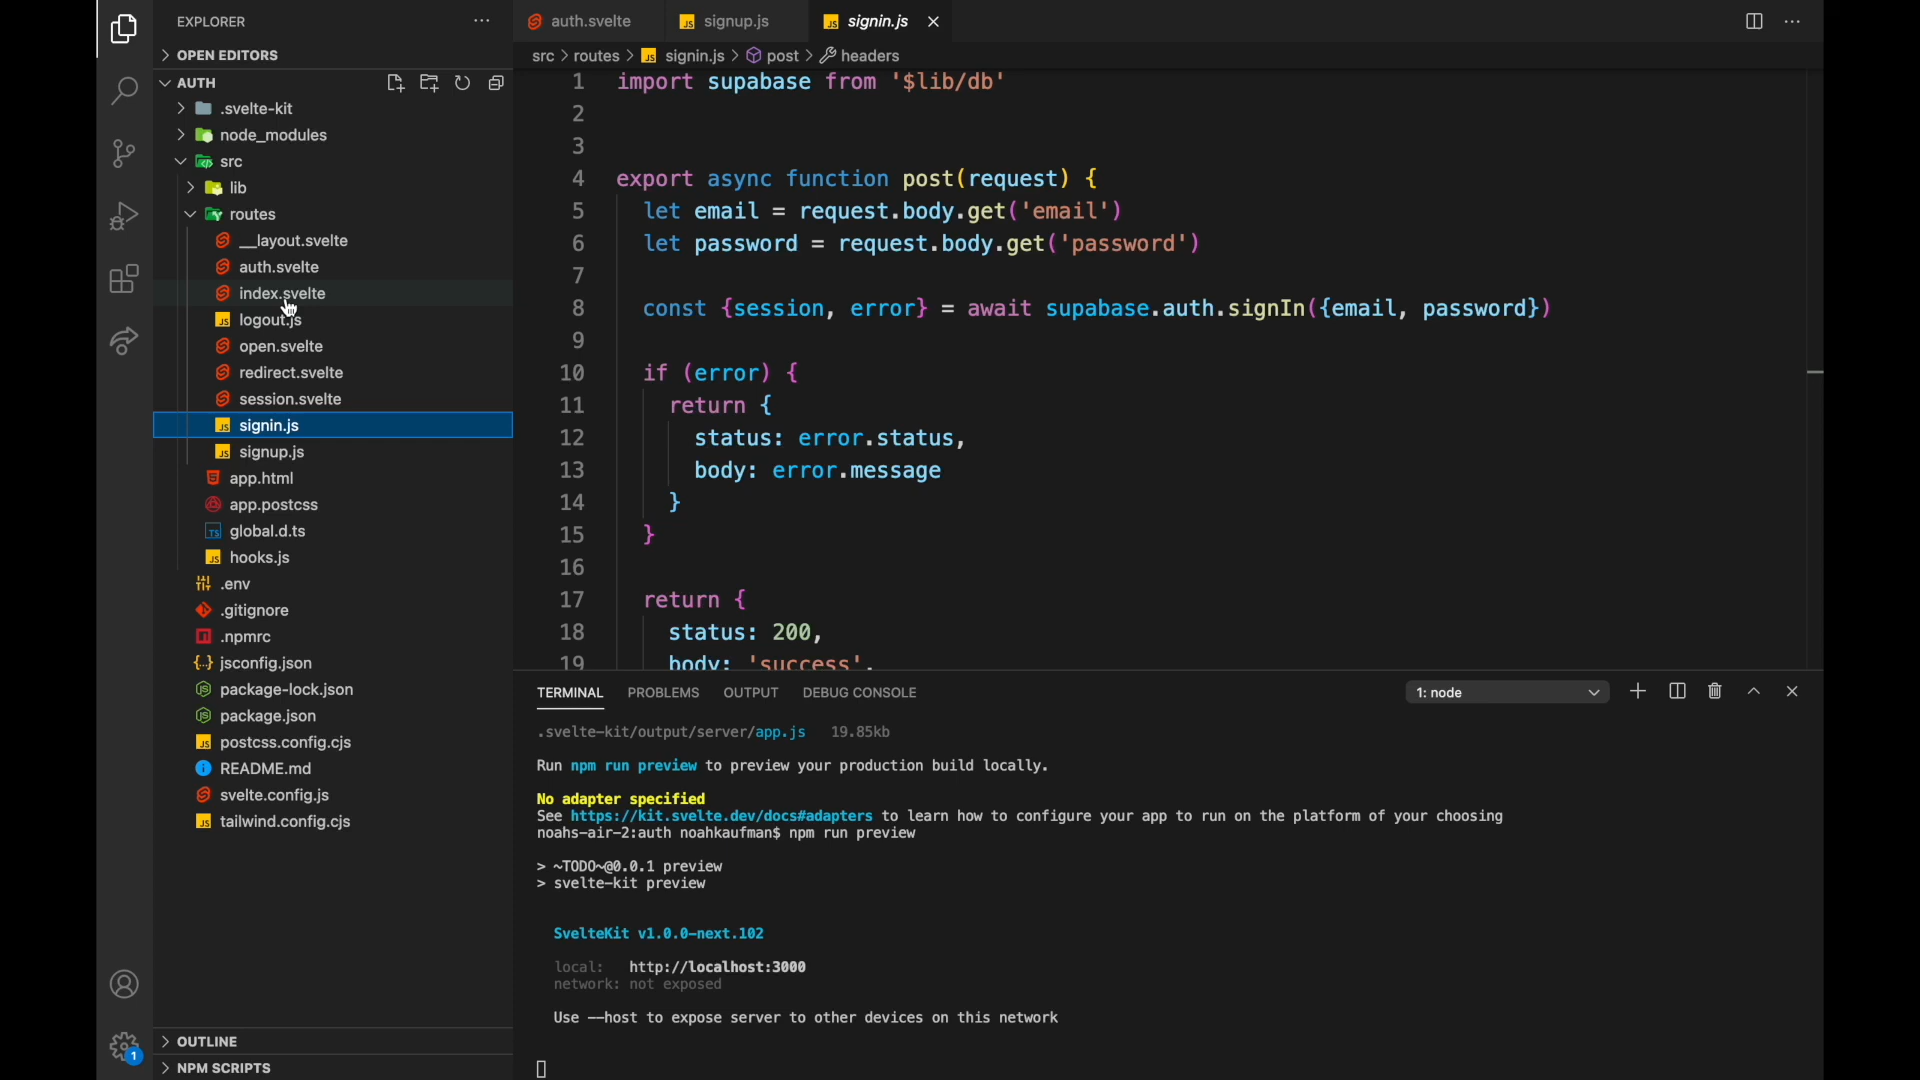 EXPLORER
OPEN EDITORS
AUTH
.svelte-kit
node_modules
src
lib
routes
__layout.svelte
auth.svelte
index.svelte
logout.js
open.svelte
redirect.svelte
session.svelte
signin.js
signup.js
app.html
app.postcss
global.d.ts
hooks.js
.env
.gitignore
.npmrc
jsconfig.json
package-lock.json
package.json
postcss.config.cjs
README.md
svelte.config.js
tailwind.config.cjs
OUTLINE
NPM SCRIPTS
1
auth.svelte
signup.js
signin.js
src > routes > JS signin.js > post > headers
1 import supabase from '$lib/db'
2
3
4 export async function post(request) {
5 let email = request.body.get('email')
6 let password = request.body.get('password')
7
8 const {session, error} = await supabase.auth.signIn({email, password})
9
10 if (error) {
11 return {
12 status: error.status,
13 body: error.message
14 }
15 }
16
17 return {
18 status: 200,
19 body: 'success',
TERMINAL PROBLEMS OUTPUT DEBUG CONSOLE 1: node
.svelte-kit/output/server/app.js 19.85kb
Run npm run preview to preview your production build locally.
No adapter specified
See https://kit.svelte.dev/docs#adapters to learn how to configure your app to run on the platform of your choosing
noahs-air-2:auth noahkaufman$ npm run preview
> ~TODO~@0.0.1 preview
> svelte-kit preview
SvelteKit v1.0.0-next.102
local: http://localhost:3000
network: not exposed
Use --host to expose server to other devices on this network